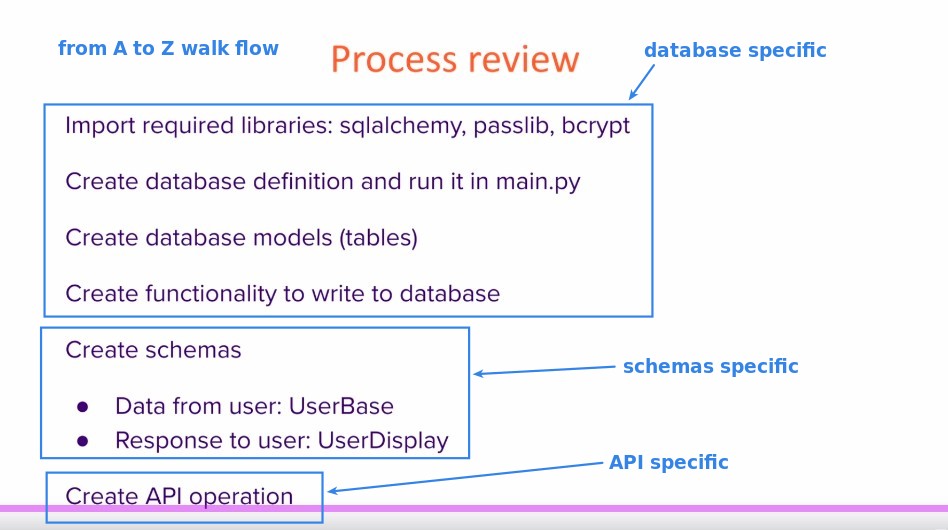 from A to Z walk flow
Process review
database specific
Import required libraries: sqlalchemy, passlib, bcrypt
Create database definition and run it in main.py
Create database models (tables)
Create functionality to write to database
Create schemas
schemas specific
● Data from user: UserBase
● Response to user: UserDisplay
API specific
Create API operation